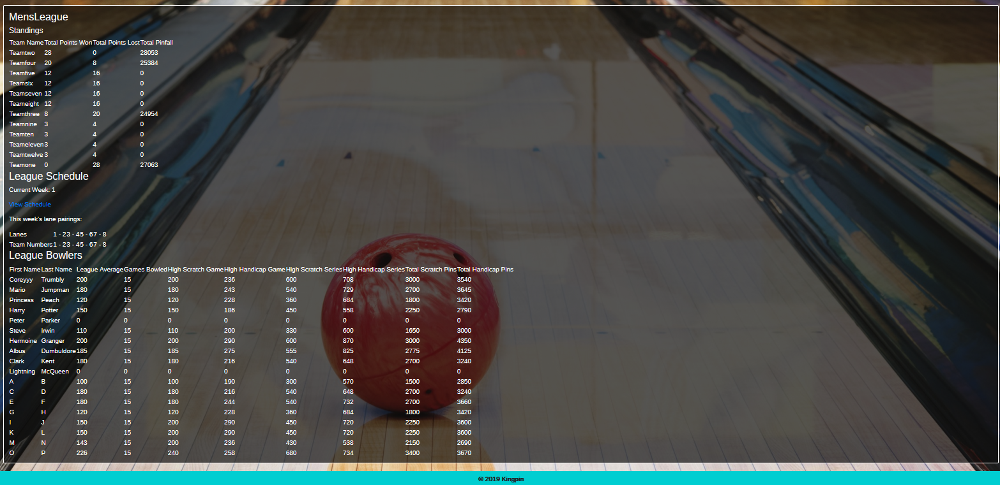 MensLeague
Standings
Team Name Total Points Won Total Points Lost Total Pinfall
Teamtwo 28 0 28053
Teamfour 20 8 25384
Teamfive 12 16 0
Teamsix 12 16 0
Teamseven 12 16 0
Teameight 12 16 0
Teamthree 8 20 24954
Teamnine 3 4 0
Teamten 3 4 0
Teameleven 3 4 0
Teamtwelve 3 4 0
Teamone 0 28 27063
League Schedule
Current Week: 1
View Schedule
This week's lane pairings:
Lanes 1 - 2 3 - 4 5 - 6 7 - 8
Team Numbers 1 - 2 3 - 4 5 - 6 7 - 8
League Bowlers
First Name Last Name League Average Games Bowled High Scratch Game High Handicap Game High Scratch Series High Handicap Series Total Scratch Pins Total Handicap Pins
Coreyyy Trumbly 200 15 200 236 600 708 3000 3540
Mario Jumpman 180 15 180 243 540 729 2700 3645
Princess Peach 120 15 120 228 360 684 1800 3420
Harry Potter 150 15 150 186 450 558 2250 2790
Peter Parker 0 0 0 0 0 0 0 0
Steve Irwin 110 15 110 200 330 600 1650 3000
Hermoine Granger 200 15 200 290 600 870 3000 4350
Albus Dumbuldore 185 15 185 275 555 825 2775 4125
Clark Kent 180 15 180 216 540 648 2700 3240
Lightning McQueen 0 0 0 0 0 0 0 0
A B 100 15 100 190 300 570 1500 2850
C D 180 15 180 216 540 648 2700 3240
E F 180 15 180 244 540 732 2700 3660
G H 120 15 120 228 360 684 1800 3420
I J 150 15 200 290 450 720 2250 3600
K L 150 15 200 290 450 720 2250 3600
M N 143 15 200 236 430 538 2150 2690
O P 226 15 240 258 680 734 3400 3670
© 2019 Kingpin